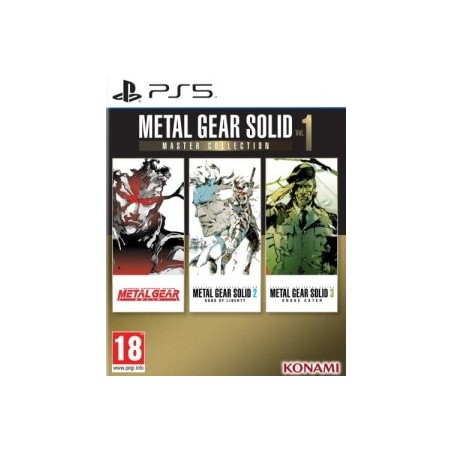 PS5
METAL GEAR SOLID Vol. 1
MASTER COLLECTION
METAL GEAR
SOLID
METAL GEAR SOLID 2
SONS OF LIBERTY
METAL GEAR SOLID 3
SNAKE EATER
18
www.pegi.info
KONAMI